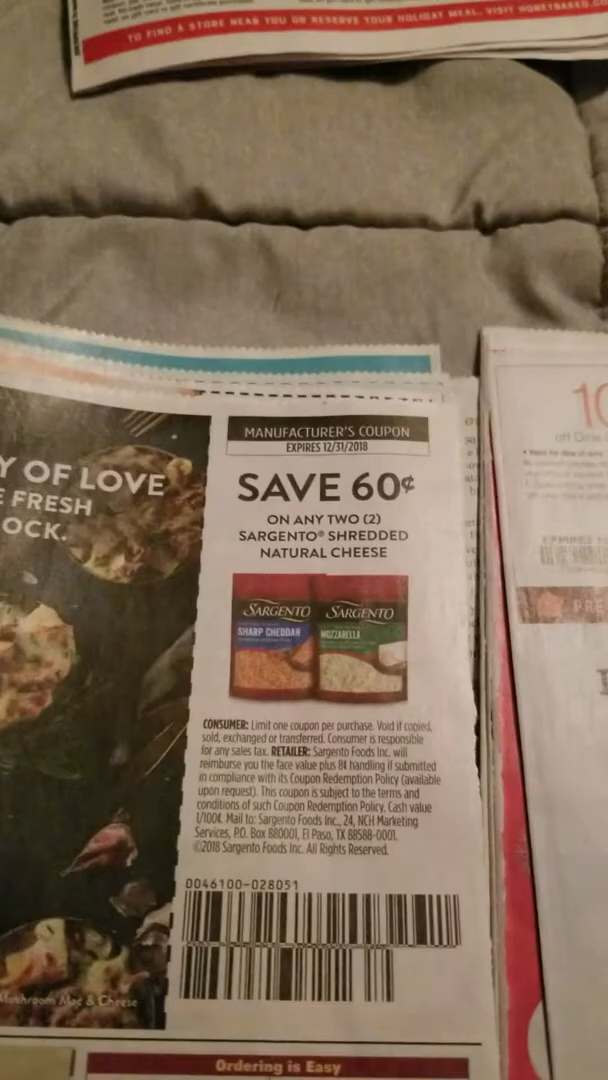 TO FIND A STORE NEAR YOU OR RESERVE YOUR HOLIDAY MEAL, VISIT HONEYBAKED.CO
Y OF LOVE
E FRESH
OCK.
Mushroom Mac & Cheese
MANUFACTURER'S COUPON
EXPIRES 12/31/2018
SAVE 60¢
ON ANY TWO (2)
SARGENTO® SHREDDED
NATURAL CHEESE
SARGENTO SARGENTO
SHARP CHEDDAR MOZZARELLA
CONSUMER: Limit one coupon per purchase. Void if copied,
sold, exchanged or transferred. Consumer is responsible
for any sales tax. RETAILER: Sargento Foods Inc. will
reimburse you the face value plus 8¢ handling if submitted
in compliance with its Coupon Redemption Policy (available
upon request). This coupon is subject to the terms and
conditions of such Coupon Redemption Policy. Cash value
1/100¢. Mail to: Sargento Foods Inc., 24, NCH Marketing
Services, P.O. Box 880001, El Paso, TX 88588-0001.
©2018 Sargento Foods Inc. All Rights Reserved.
0046100-028051
Ordering is Easy
10
off
PRE